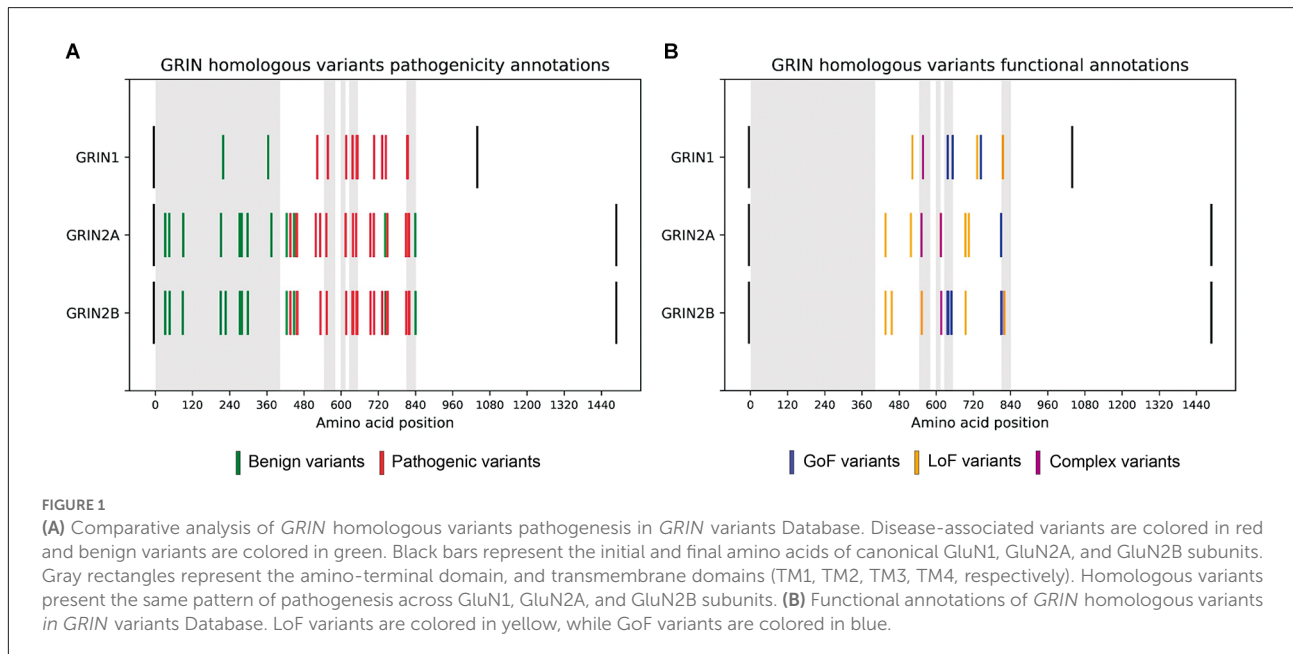 A
GRIN homologous variants pathogenicity annotations
GRIN1
GRIN2A
GRIN2B
0 120 240 360 480 600 720 840 960 1080 1200 1320 1440
Amino acid position
Benign variants Pathogenic variants
B
GRIN homologous variants functional annotations
GRIN1
GRIN2A
GRIN2B
0 120 240 360 480 600 720 840 960 1080 1200 1320 1440
Amino acid position
GoF variants LoF variants Complex variants
FIGURE 1
(A) Comparative analysis of GRIN homologous variants pathogenesis in GRIN variants Database. Disease-associated variants are colored in red
and benign variants are colored in green. Black bars represent the initial and final amino acids of canonical GluN1, GluN2A, and GluN2B subunits.
Gray rectangles represent the amino-terminal domain, and transmembrane domains (TM1, TM2, TM3, TM4, respectively). Homologous variants
present the same pattern of pathogenesis across GluN1, GluN2A, and GluN2B subunits. (B) Functional annotations of GRIN homologous variants
in GRIN variants Database. LoF variants are colored in yellow, while GoF variants are colored in blue.